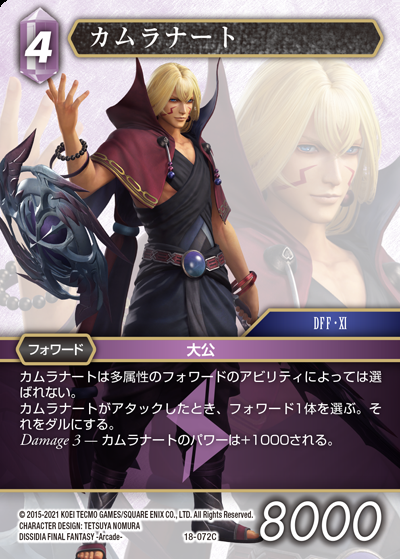 4
カムラナート
DFF・XI
フォワード
大公
カムラナートは多属性のフォワードのアビリティによっては選
ばれない。
カムラナートがアタックしたとき、フォワード1体を選ぶ。そ
れをダルにする。
Damage 3 — カムラナートのパワーは+1000される。
© 2015-2021 KOEI TECMO GAMES/SQUARE ENIX CO., LTD. All Rights Reserved.
CHARACTER DESIGN: TETSUYA NOMURA
DISSIDIA FINAL FANTASY -Arcade-
18-072C
8000